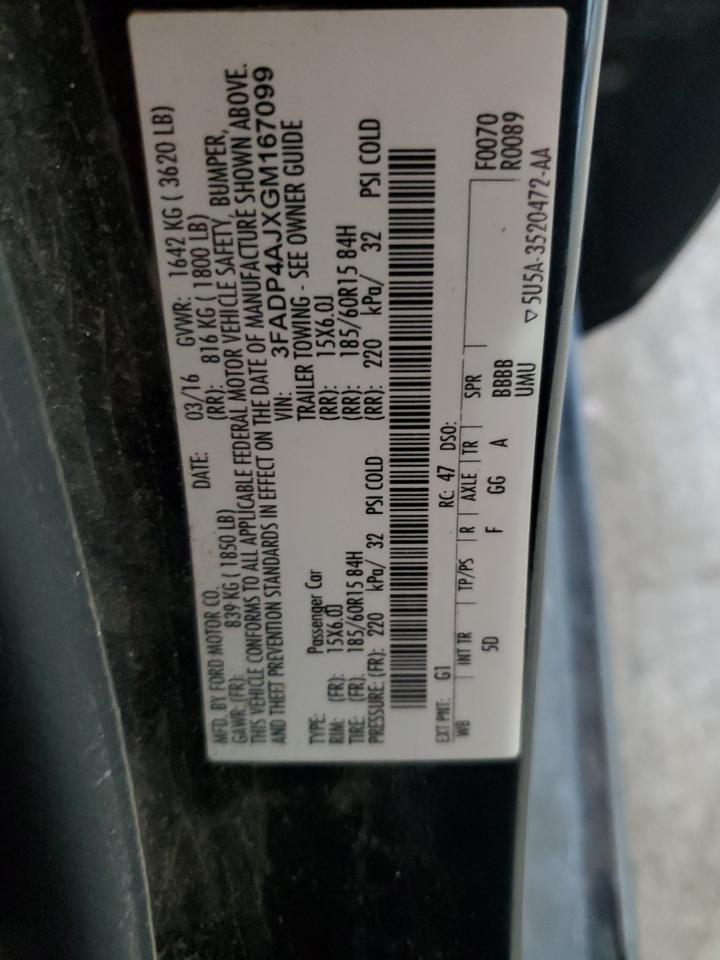 MFD. BY FORD MOTOR CO. DATE: 03/16 GVWR: 1642 KG ( 3620 LB)
GAWR: (FR): 839 KG ( 1850 LB) (RR): 816 KG ( 1800 LB)
THIS VEHICLE CONFORMS TO ALL APPLICABLE FEDERAL MOTOR VEHICLE SAFETY, BUMPER,
AND THEFT PREVENTION STANDARDS IN EFFECT ON THE DATE OF MANUFACTURE SHOWN ABOVE.
VIN: 3FADP4AJXGM167099
TYPE: Passenger Car TRAILER TOWING - SEE OWNER GUIDE
RIM: (FR): 15X6.0J (RR): 15X6.0J
TIRE: (FR): 185/60R15 84H (RR): 185/60R15 84H
PRESSURE: (FR): 220 kPa/ 32 PSI COLD (RR): 220 kPa/ 32 PSI COLD
EXT PNT: G1 RC: 47 DSO:
WB INT TR TP/PS R AXLE TR SPR F0070
5D F GG A BBBB R0089
UMU
▽5U5A-3520472-AA